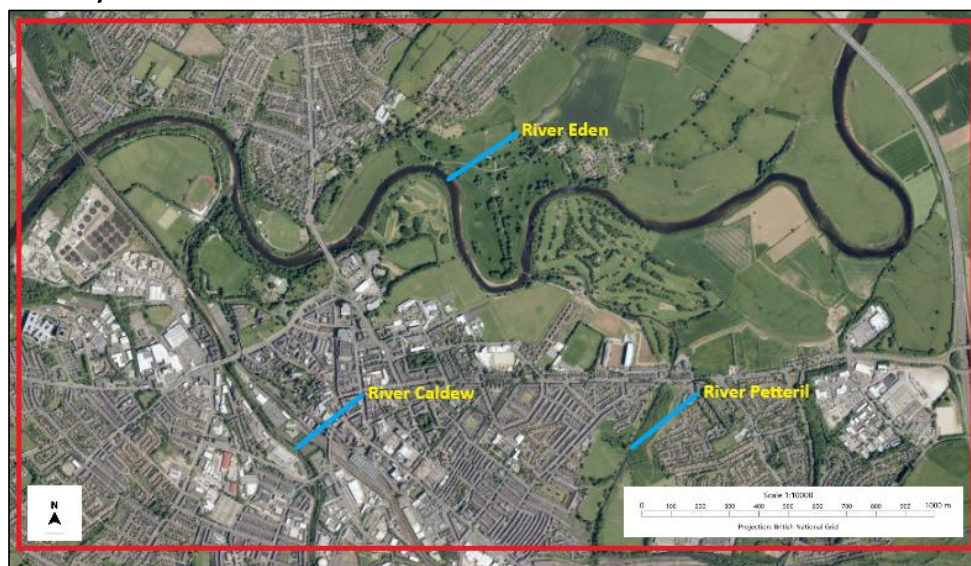 River Eden
River Caldew
River Petteril
N
Scale 1:10000
0 100 200 300 400 500 600 700 800 900 1000 m
Projection: British National Grid